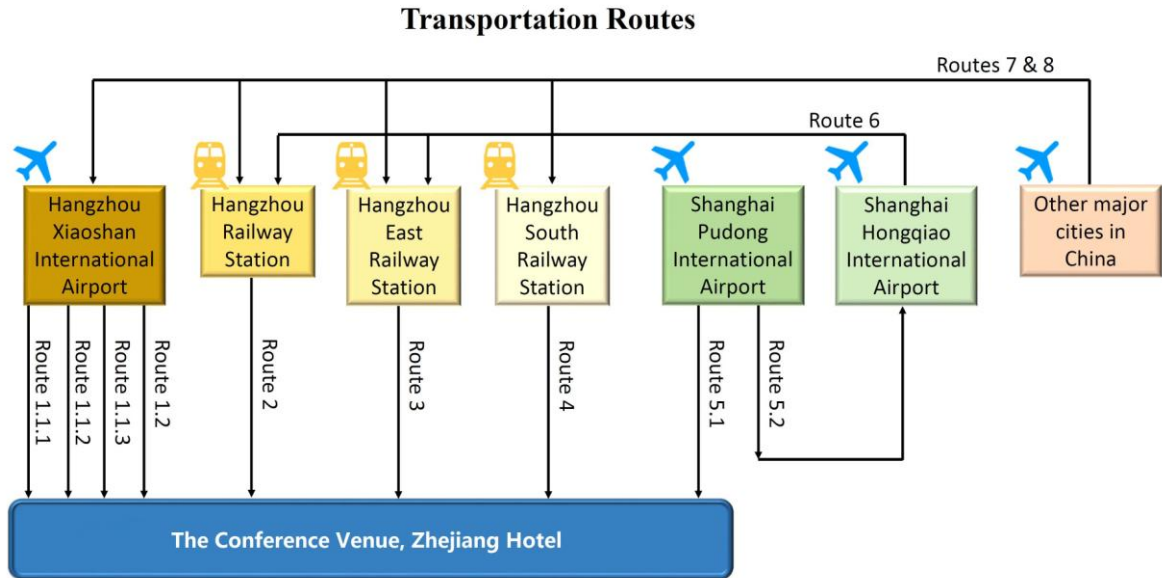 Transportation Routes
Routes 7 & 8
Route 6
Hangzhou
Xiaoshan
International
Airport
Hangzhou
Railway
Station
Hangzhou
East
Railway
Station
Hangzhou
South
Railway
Station
Shanghai
Pudong
International
Airport
Shanghai
Hongqiao
International
Airport
Other major
cities in
China
Route 1.1.1
Route 1.1.2
Route 1.1.3
Route 1.2
Route 2
Route 3
Route 4
Route 5.1
Route 5.2
The Conference Venue, Zhejiang Hotel